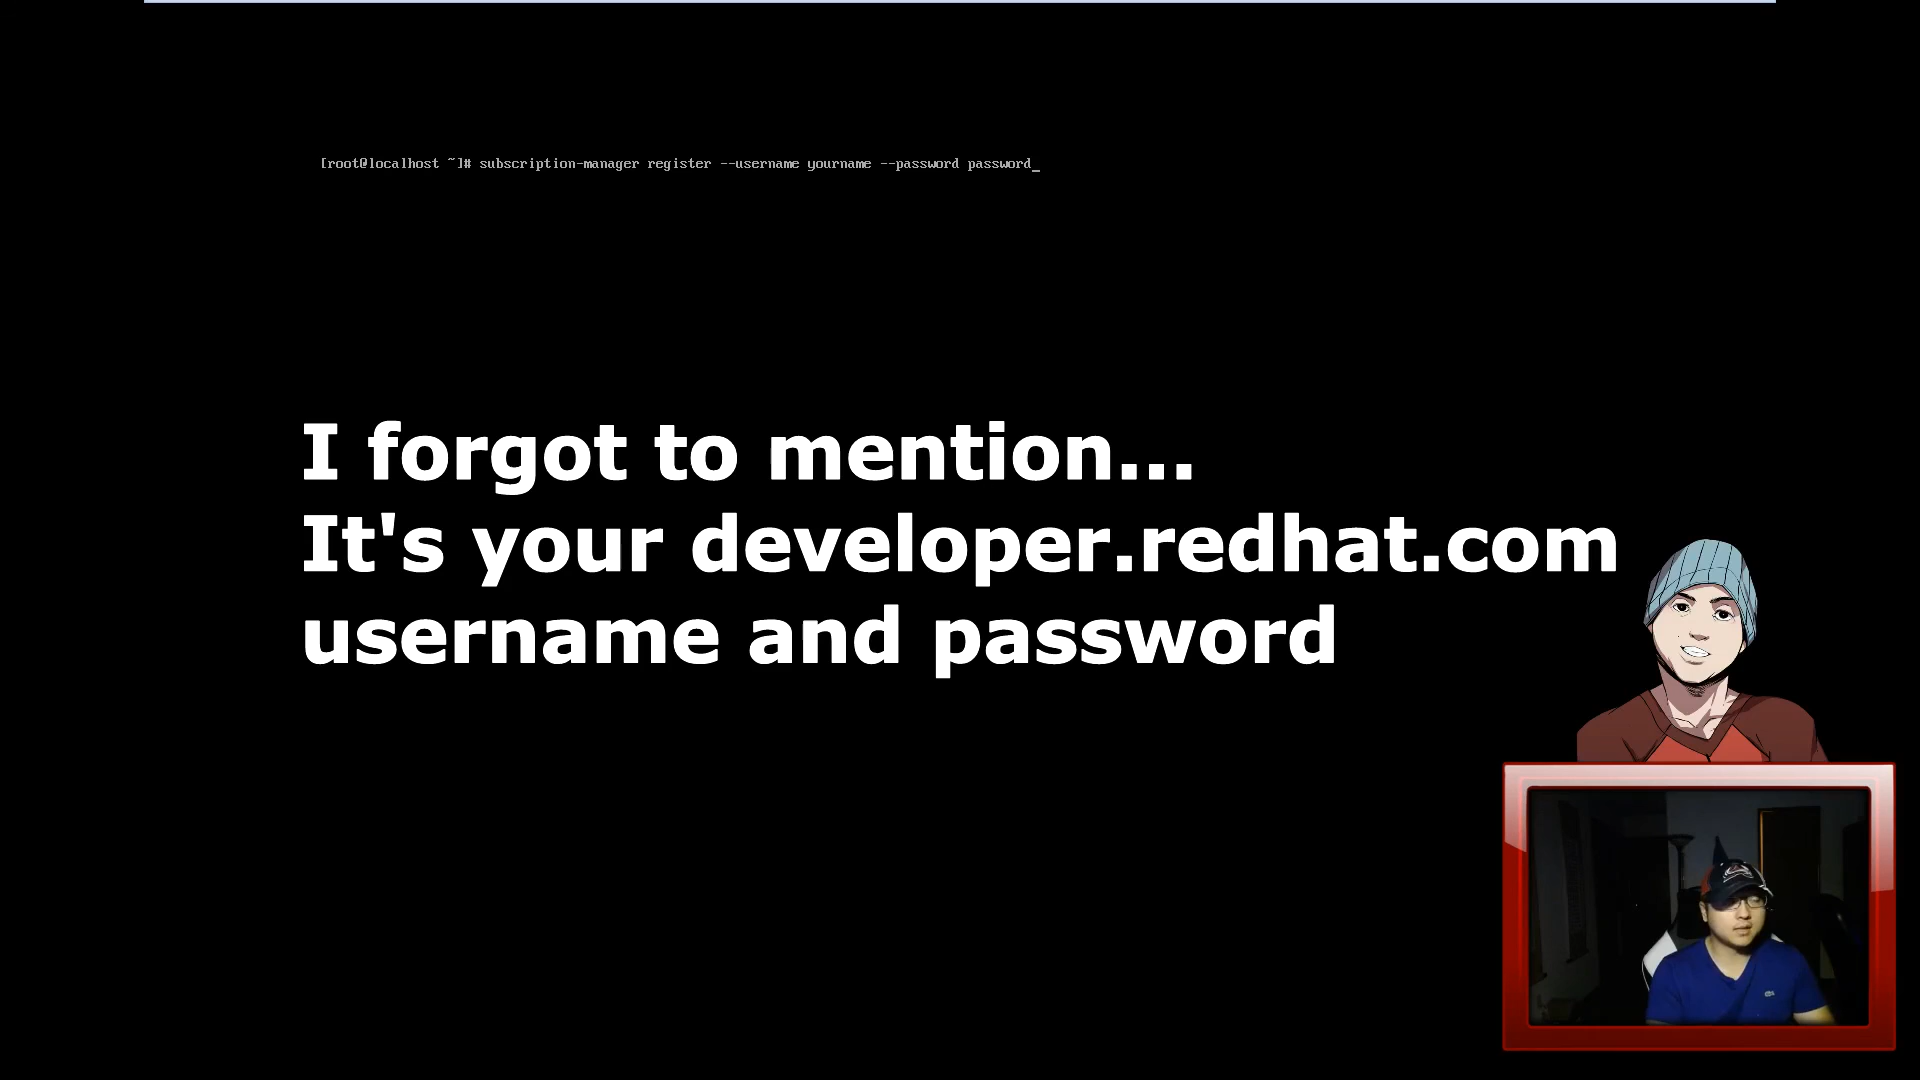 [root@localhost ~]# subscription-manager register --username yourname --password password_
I forgot to mention...
It's your developer.redhat.com
username and password